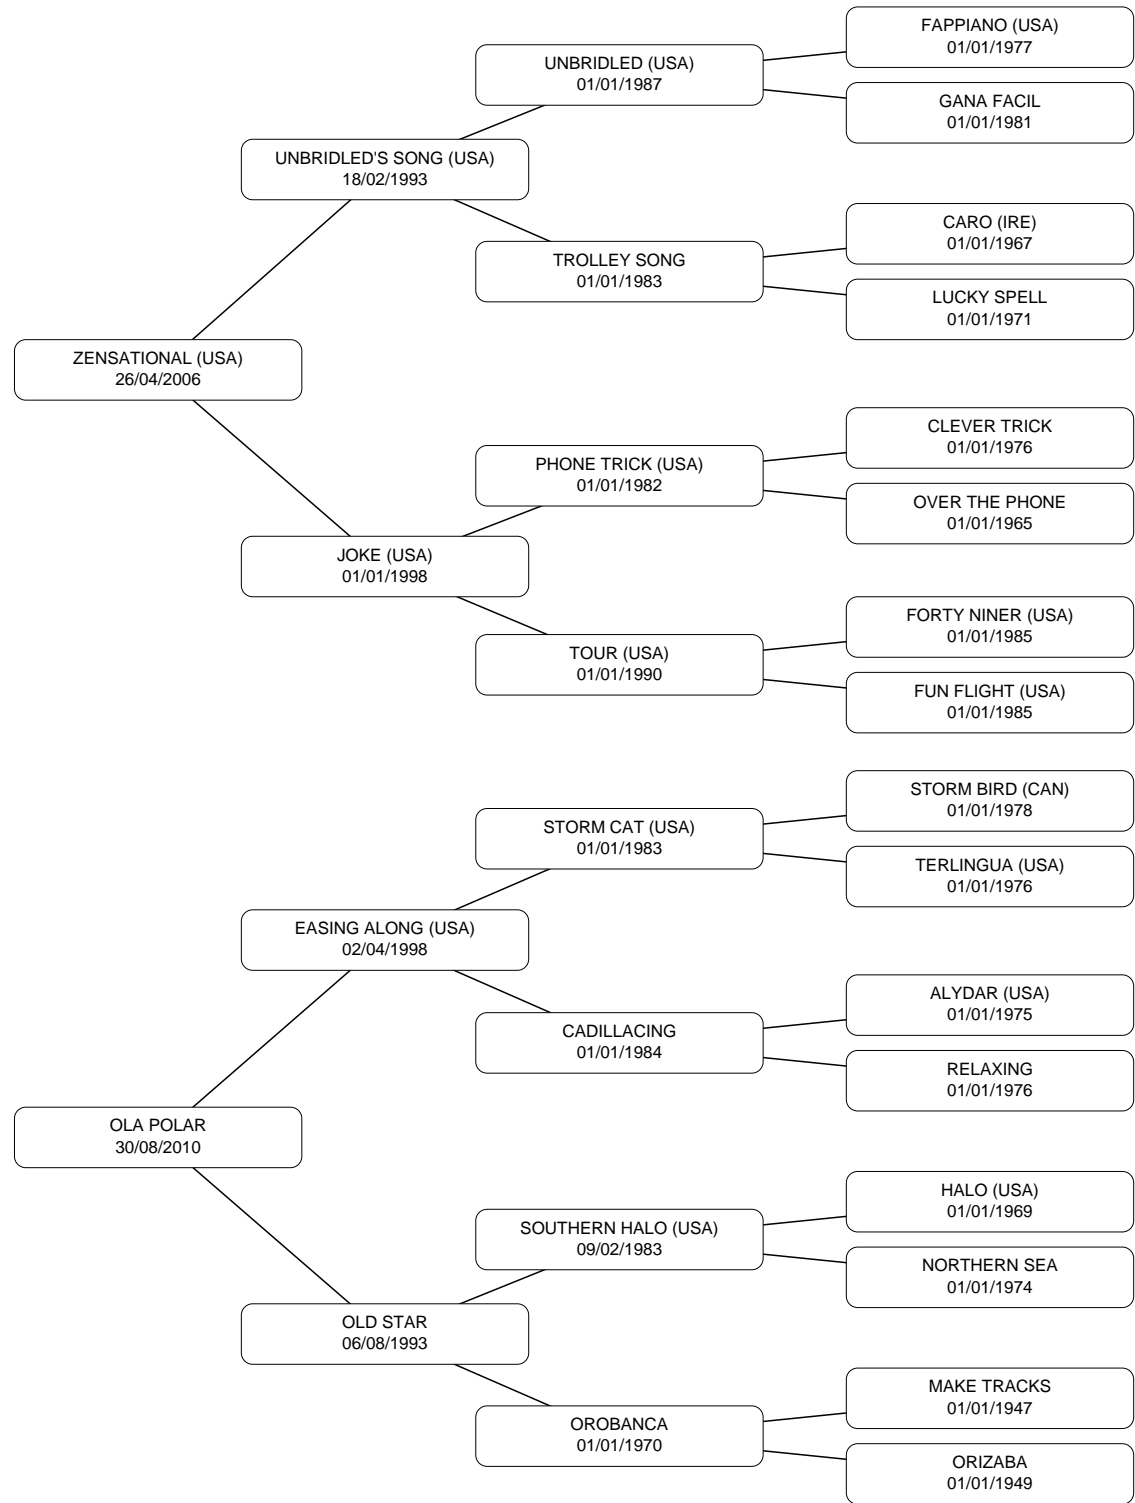 FAPPIANO (USA)
01/01/1977
UNBRIDLED (USA)
01/01/1987
GANA FACIL
01/01/1981
UNBRIDLED'S SONG (USA)
18/02/1993
CARO (IRE)
01/01/1967
TROLLEY SONG
01/01/1983
LUCKY SPELL
01/01/1971
ZENSATIONAL (USA)
26/04/2006
CLEVER TRICK
01/01/1976
PHONE TRICK (USA)
01/01/1982
OVER THE PHONE
01/01/1965
JOKE (USA)
01/01/1998
FORTY NINER (USA)
01/01/1985
TOUR (USA)
01/01/1990
FUN FLIGHT (USA)
01/01/1985
STORM BIRD (CAN)
01/01/1978
STORM CAT (USA)
01/01/1983
TERLINGUA (USA)
01/01/1976
EASING ALONG (USA)
02/04/1998
ALYDAR (USA)
01/01/1975
CADILLACING
01/01/1984
RELAXING
01/01/1976
OLA POLAR
30/08/2010
HALO (USA)
01/01/1969
SOUTHERN HALO (USA)
09/02/1983
NORTHERN SEA
01/01/1974
OLD STAR
06/08/1993
MAKE TRACKS
01/01/1947
OROBANCA
01/01/1970
ORIZABA
01/01/1949